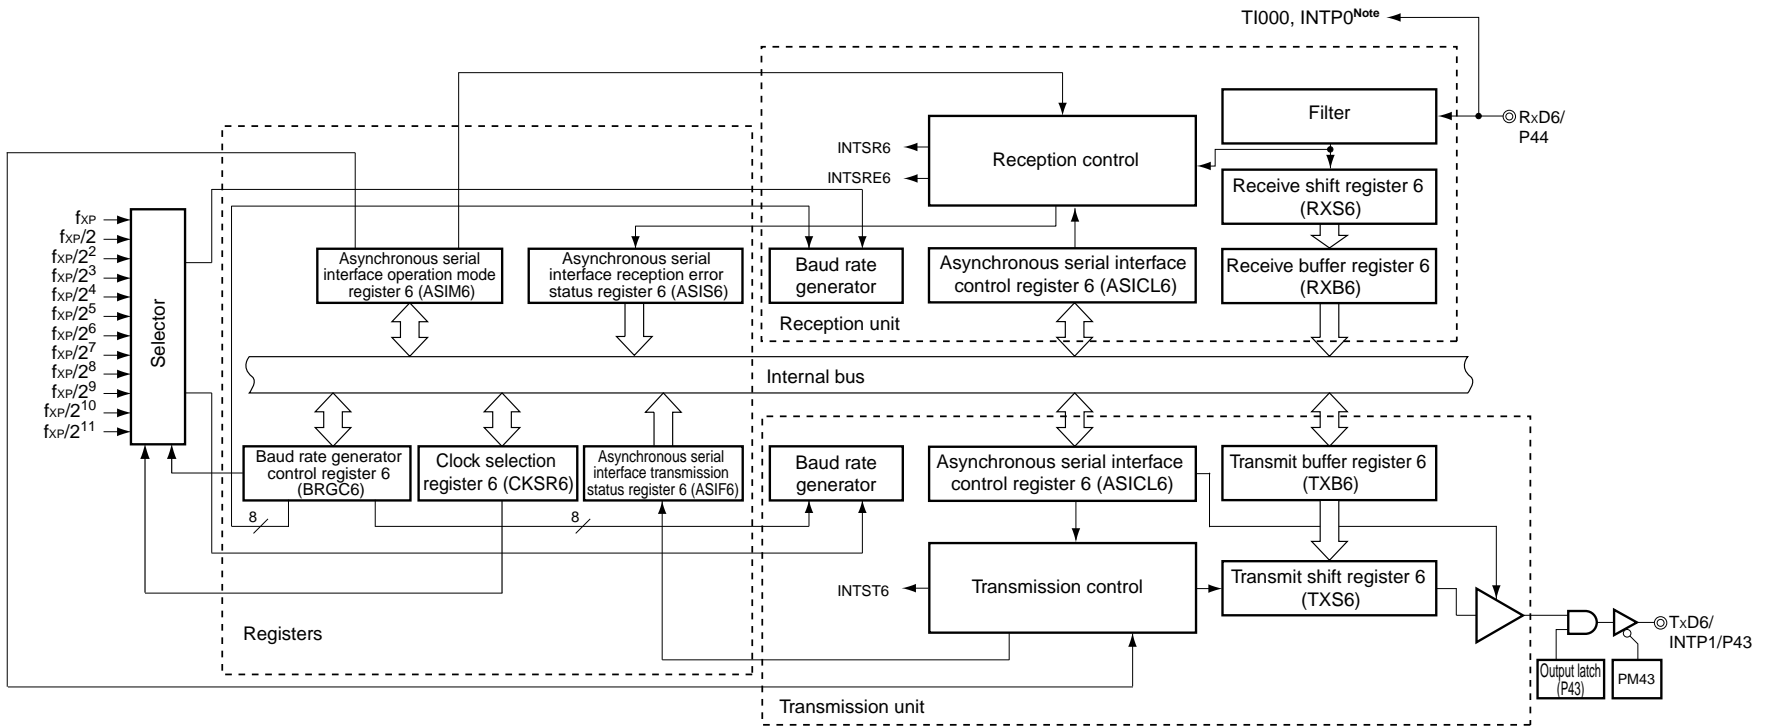 TI000, INTP0Note
Filter
RxD6/
P44
INTSR6
INTSRE6
Reception control
Receive shift register 6
(RXS6)
fXP
fXP/2
fXP/2²
fXP/2³
fXP/2⁴
fXP/2⁵
fXP/2⁶
fXP/2⁷
fXP/2⁸
fXP/2⁹
fXP/2¹⁰
fXP/2¹¹
Selector
Asynchronous serial
interface operation mode
register 6 (ASIM6)
Asynchronous serial
interface reception error
status register 6 (ASIS6)
Baud rate
generator
Asynchronous serial interface
control register 6 (ASICL6)
Receive buffer register 6
(RXB6)
Reception unit
Internal bus
Baud rate generator
control register 6
(BRGC6)
Clock selection
register 6 (CKSR6)
Asynchronous serial
interface transmission
status register 6 (ASIF6)
Baud rate
generator
Asynchronous serial interface
control register 6 (ASICL6)
Transmit buffer register 6
(TXB6)
8
8
INTST6
Transmission control
Transmit shift register 6
(TXS6)
Registers
TxD6/
INTP1/P43
Output latch
(P43)
PM43
Transmission unit